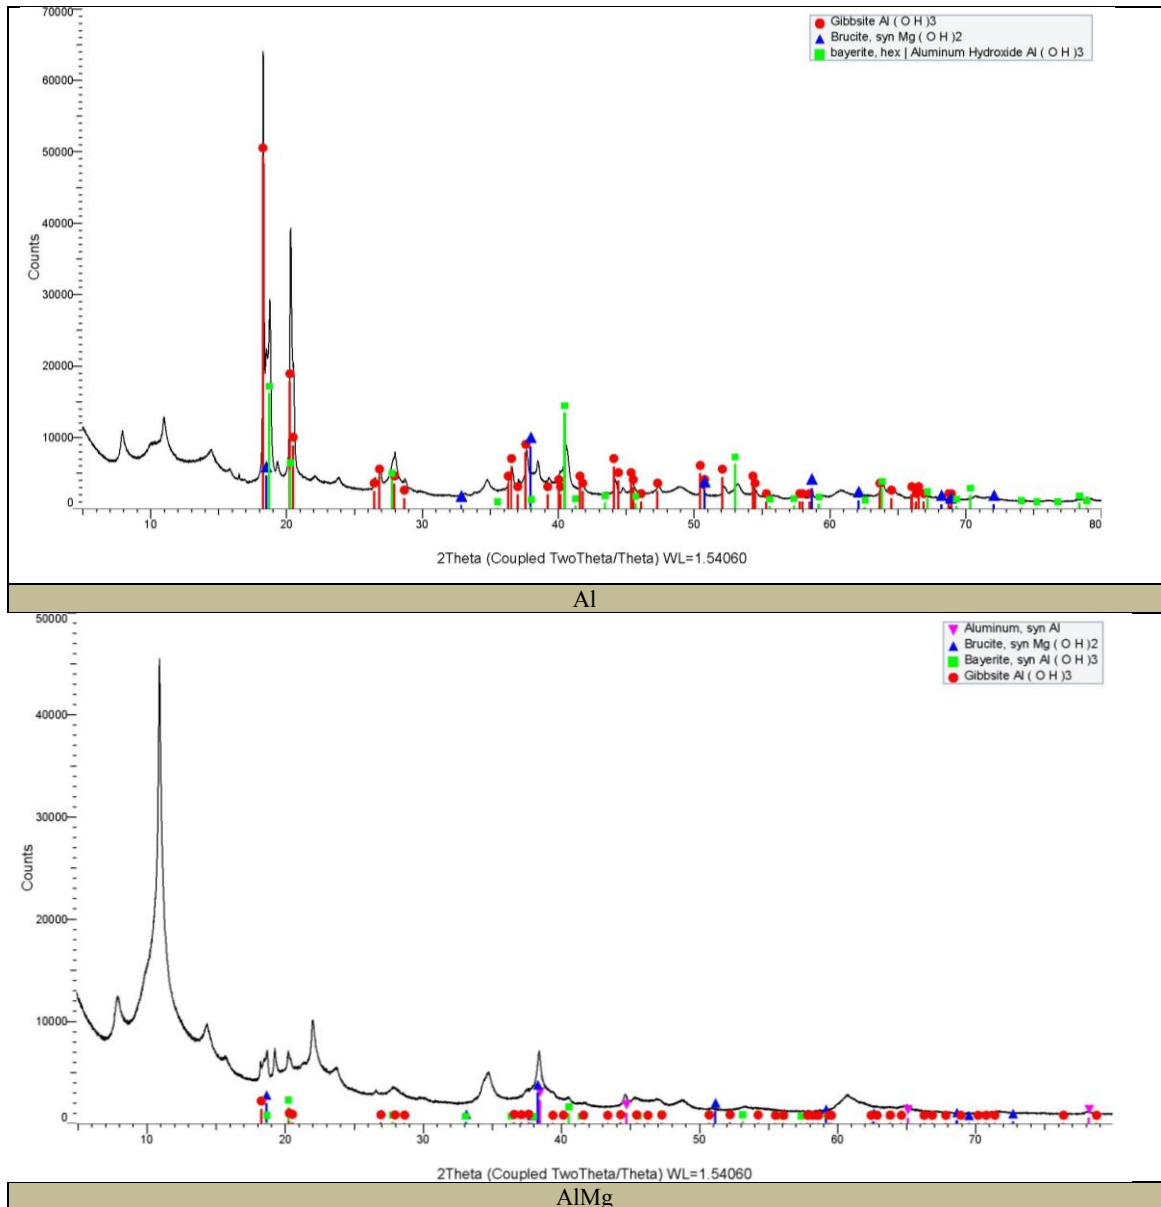 70000
60000
50000
40000
30000
20000
10000
0
Counts
Gibbsite Al ( O H )3
Brucite, syn Mg ( O H )2
bayerite, hex | Aluminum Hydroxide Al ( O H )3
10 20 30 40 50 60 70 80
2Theta (Coupled TwoTheta/Theta) WL=1.54060
Al
50000
40000
30000
20000
10000
0
Counts
Aluminum, syn Al
Brucite, syn Mg ( O H )2
Bayerite, syn Al ( O H )3
Gibbsite Al ( O H )3
10 20 30 40 50 60 70
2Theta (Coupled TwoTheta/Theta) WL=1.54060
AlMg